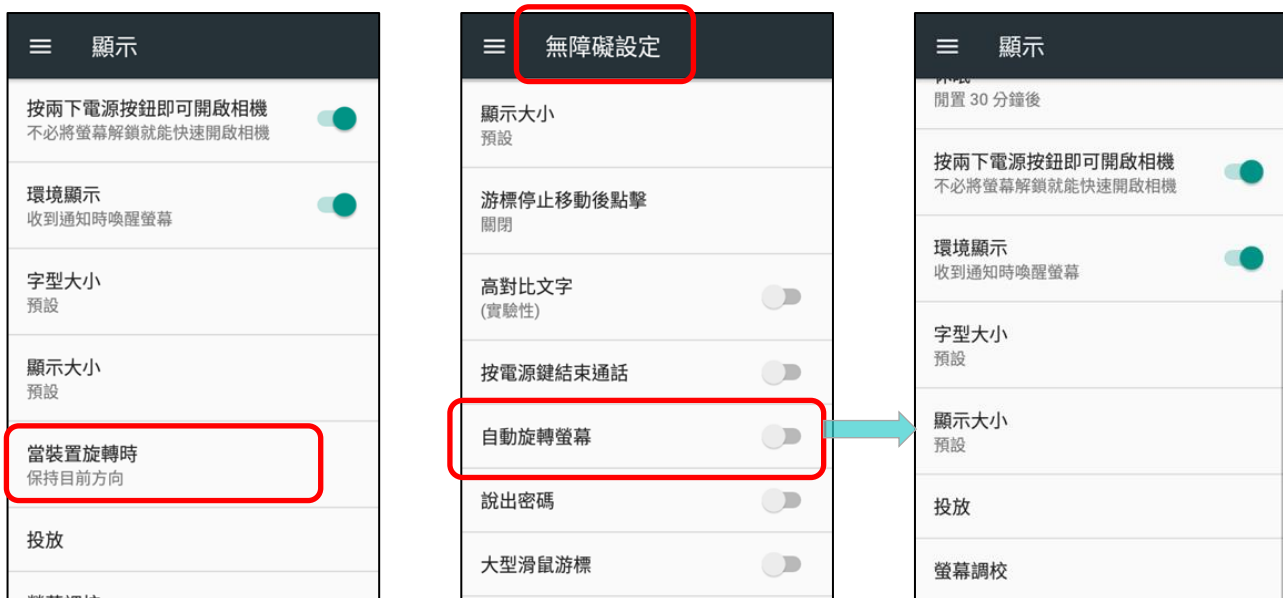 顯示
按兩下電源按鈕即可開啟相機
不必將螢幕解鎖就能快速開啟相機
環境顯示
收到通知時喚醒螢幕
字型大小
預設
顯示大小
預設
當裝置旋轉時
保持目前方向
投放
無障礙設定
顯示大小
預設
游標停止移動後點擊
關閉
高對比文字
(實驗性)
按電源鍵結束通話
自動旋轉螢幕
說出密碼
大型滑鼠游標
顯示
閒置 30 分鐘後
按兩下電源按鈕即可開啟相機
不必將螢幕解鎖就能快速開啟相機
環境顯示
收到通知時喚醒螢幕
字型大小
預設
顯示大小
預設
投放
螢幕調校